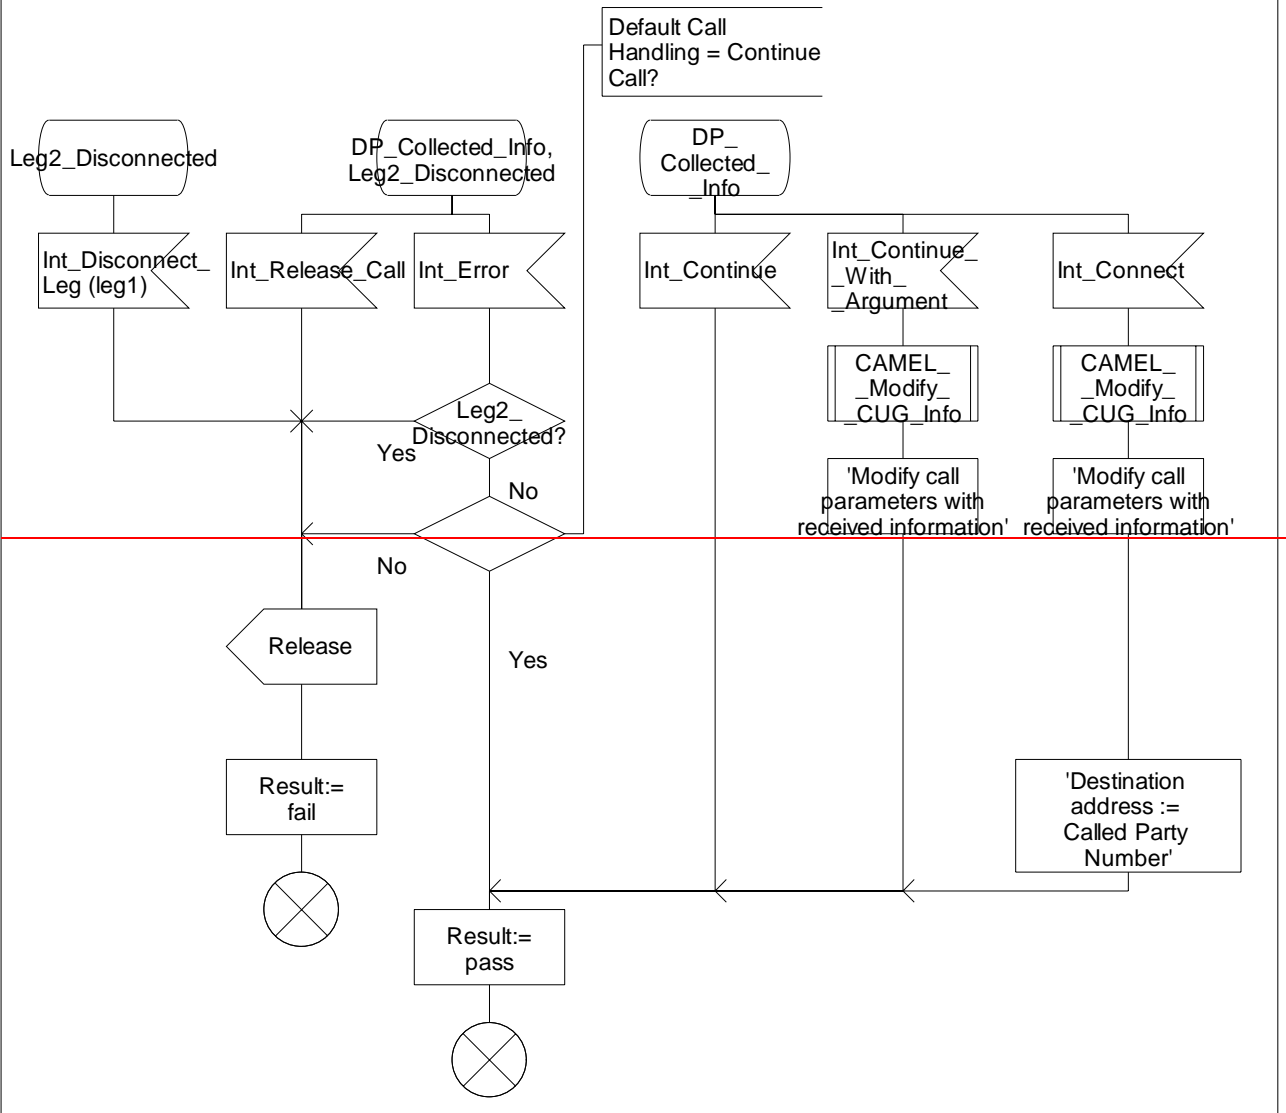 Default Call
Handling = Continue
Call?
Leg2_Disconnected
DP_Collected_Info,
Leg2_Disconnected
DP_
Collected_
_Info
Int_Disconnect_
Leg (leg1)
Int_Release_Call
Int_Error
Int_Continue
Int_Continue_
_With_
_Argument
Int_Connect
CAMEL_
_Modify_
_CUG_Info
CAMEL_
_Modify_
_CUG_Info
Leg2_
Disconnected?
Yes
No
'Modify call
parameters with
received information'
'Modify call
parameters with
received information'
No
Release
Yes
Result:=
fail
'Destination
address :=
Called Party
Number'
Result:=
pass